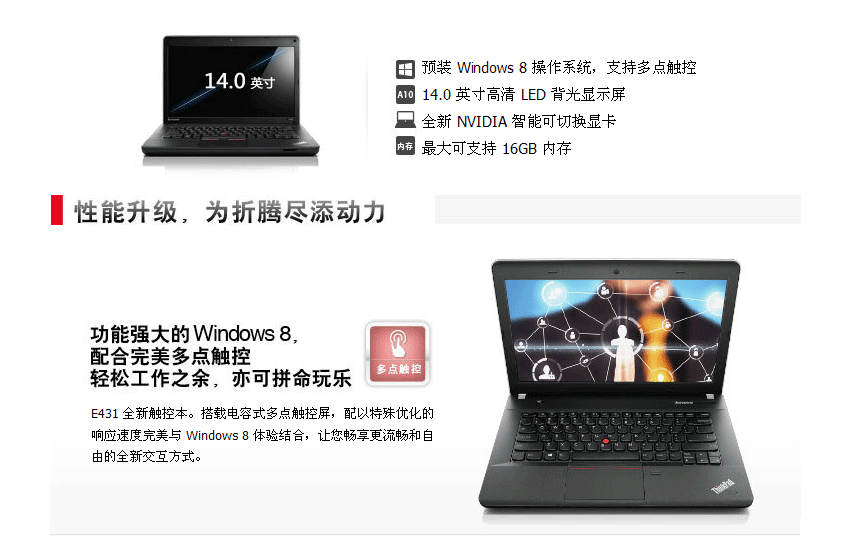 14.0 英寸
预装 Windows 8 操作系统，支持多点触控
A10
14.0 英寸高清 LED 背光显示屏
全新 NVIDIA 智能可切换显卡
内存
最大可支持 16GB 内存
性能升级，为折腾尽添动力
功能强大的 Windows 8，
配合完美多点触控
轻松工作之余，亦可拼命玩乐
多点触控
E431 全新触控本。搭载电容式多点触控屏，配以特殊优化的
响应速度完美与 Windows 8 体验结合，让您畅享更流畅和自
由的全新交互方式。
lenovo
ThinkPad